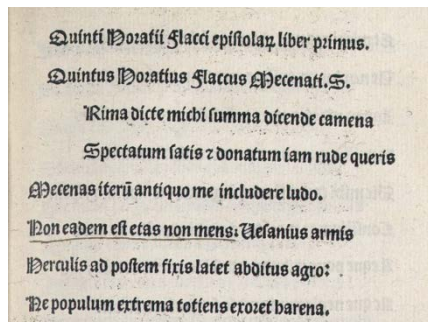 Quinti Horatii Flacci epistolaꝝ liber primus.
Quintus Horatius Flaccus Mecenati. S.
Rima dicte michi summa dicende camena
Spectatum satis ⁊ donatum iam rude queris
Mecenas iterū antiquo me includere ludo.
Non eadem est etas non mens: Uesanius armis
Herculis ad postem fixis latet abditus agro:
Ne populum extrema totiens exoret harena.